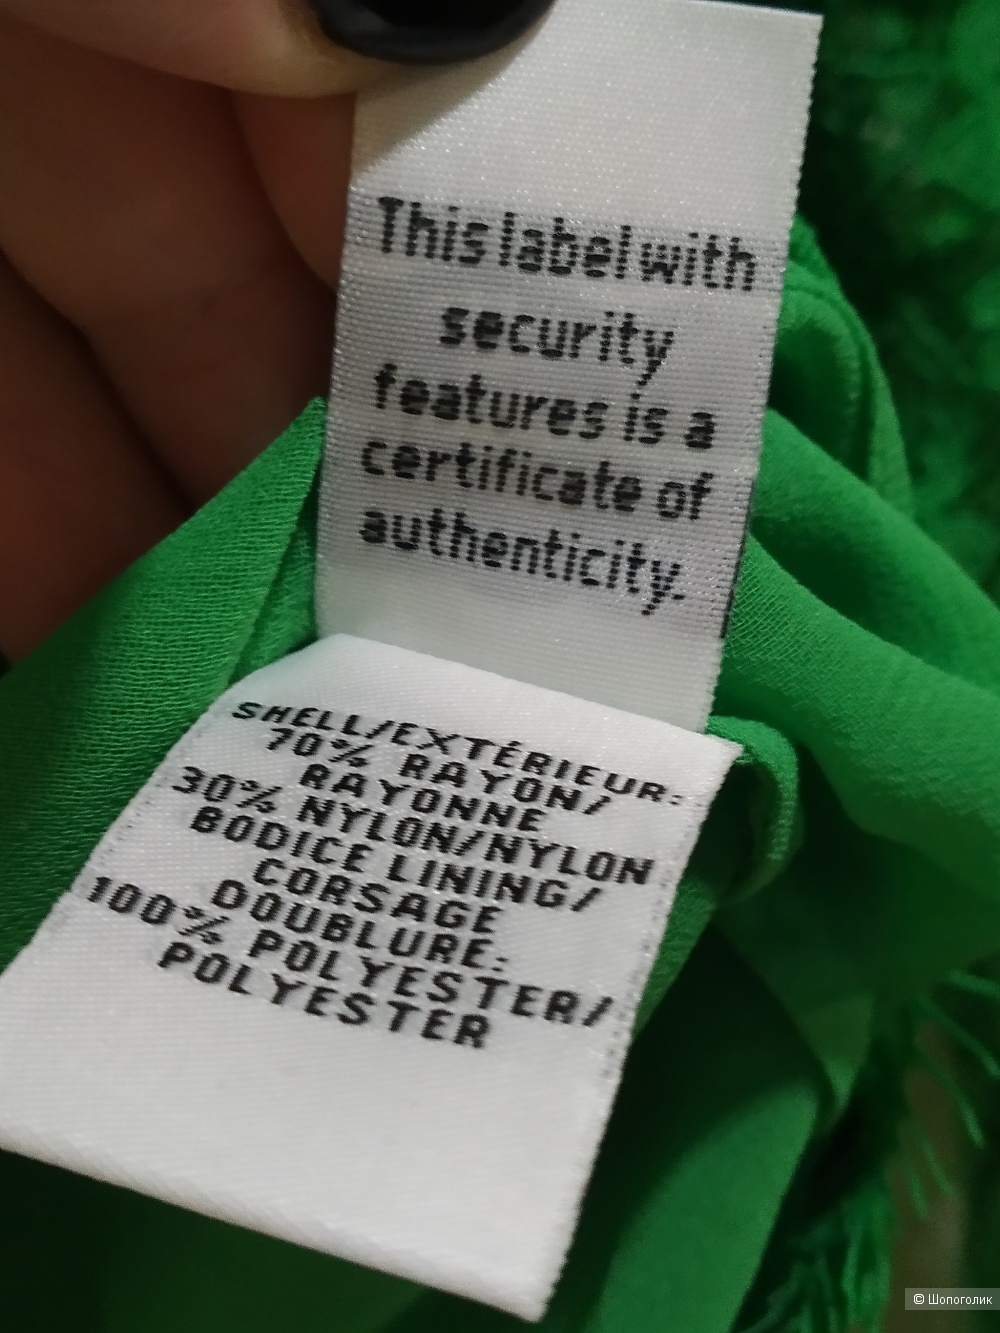 This label with
security
features is a
certificate of
authenticity.
SHELL/EXTÉRIEUR:
70% RAYON/
RAYONNE
30% NYLON/NYLON
BODICE LINING/
CORSAGE
DOUBLURE:
100% POLYESTER/
POLYESTER
© Шопоголик